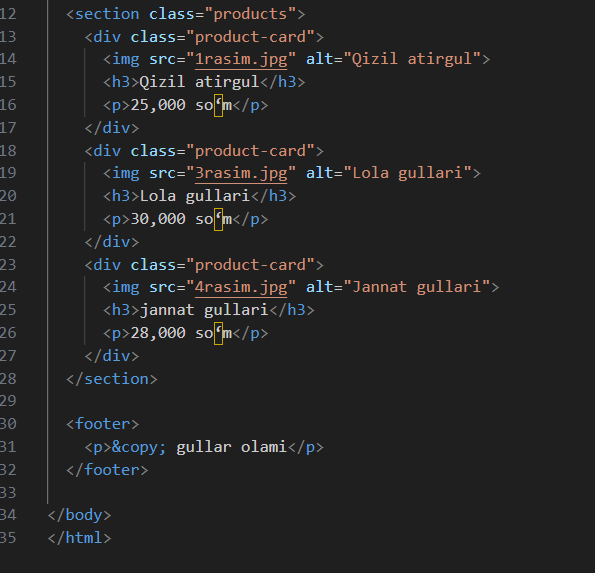 12 <section class="products">
13 <div class="product-card">
14 <img src="1rasim.jpg" alt="Qizil atirgul">
15 <h3>Qizil atirgul</h3>
16 <p>25,000 so‘m</p>
17 </div>
18 <div class="product-card">
19 <img src="3rasim.jpg" alt="Lola gullari">
20 <h3>Lola gullari</h3>
21 <p>30,000 so‘m</p>
22 </div>
23 <div class="product-card">
24 <img src="4rasim.jpg" alt="Jannat gullari">
25 <h3>jannat gullari</h3>
26 <p>28,000 so‘m</p>
27 </div>
28 </section>
29
30 <footer>
31 <p>&copy; gullar olami</p>
32 </footer>
33
34 </body>
35 </html>